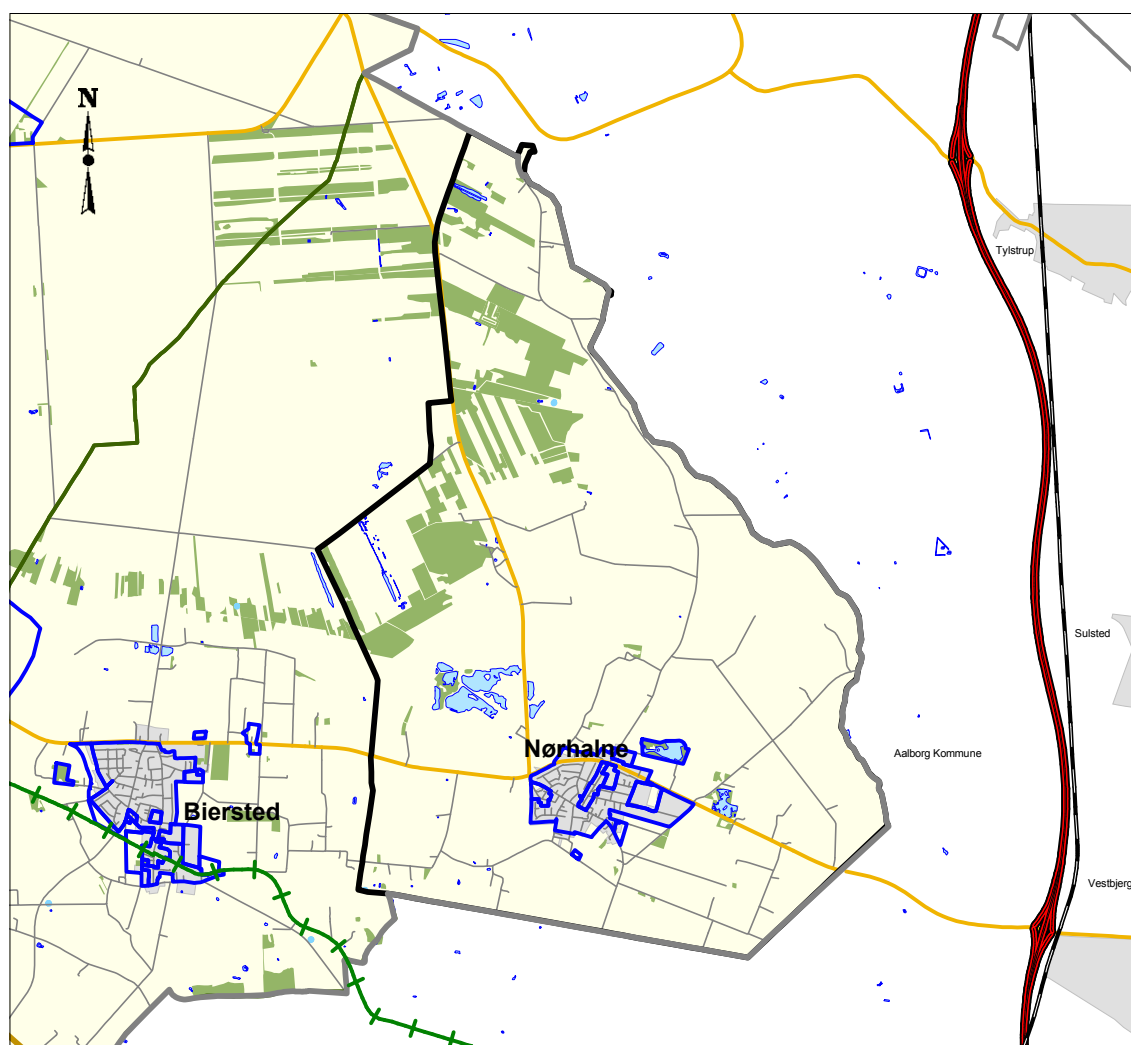 N
Tylstrup
Sulsted
Nørhalne
Aalborg Kommune
Biersted
Vestbjerg